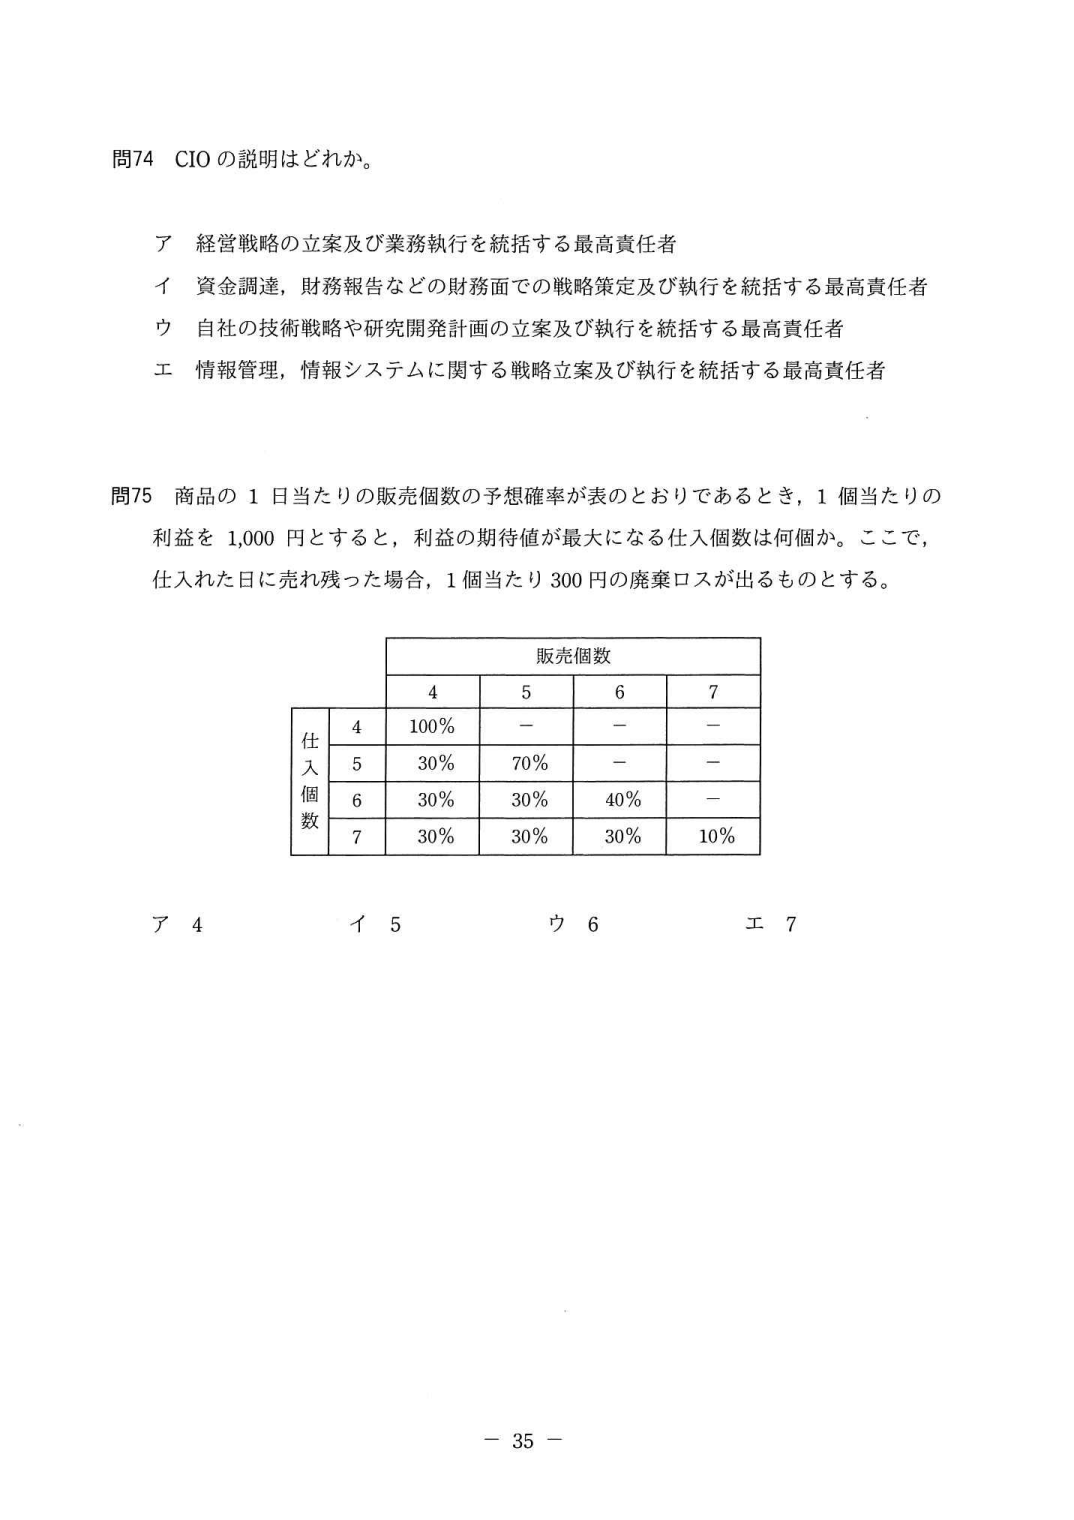 問74　CIO の説明はどれか。
ア　経営戦略の立案及び業務執行を統括する最高責任者
イ　資金調達，財務報告などの財務面での戦略策定及び執行を統括する最高責任者
ウ　自社の技術戦略や研究開発計画の立案及び執行を統括する最高責任者
エ　情報管理，情報システムに関する戦略立案及び執行を統括する最高責任者
問75　商品の 1 日当たりの販売個数の予想確率が表のとおりであるとき，1 個当たりの
利益を 1,000 円とすると，利益の期待値が最大になる仕入個数は何個か。ここで，
仕入れた日に売れ残った場合，1 個当たり 300 円の廃棄ロスが出るものとする。
販売個数
4 5 6 7
仕入個数
4 100% － － －
5 30% 70% － －
6 30% 30% 40% －
7 30% 30% 30% 10%
ア　4　イ　5　ウ　6　エ　7
－ 35 －